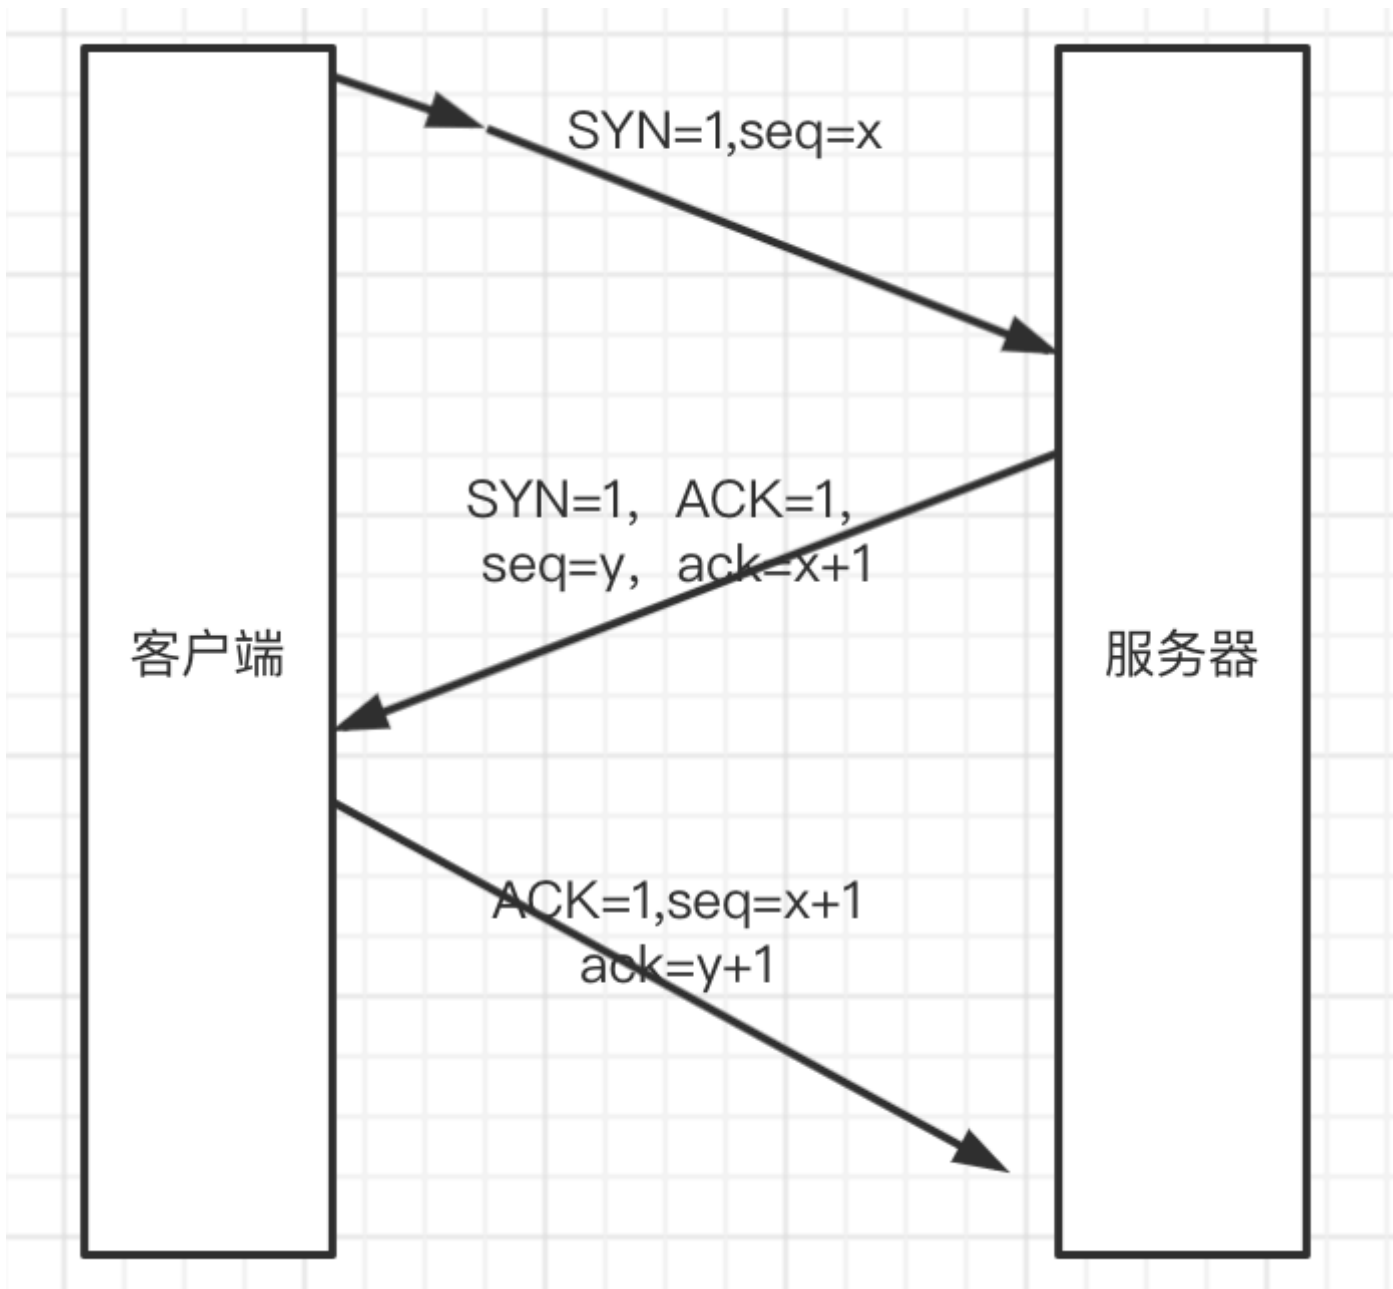 SYN=1,seq=x
SYN=1，ACK=1,
seq=y，ack=x+1
客户端
服务器
ACK=1,seq=x+1
ack=y+1